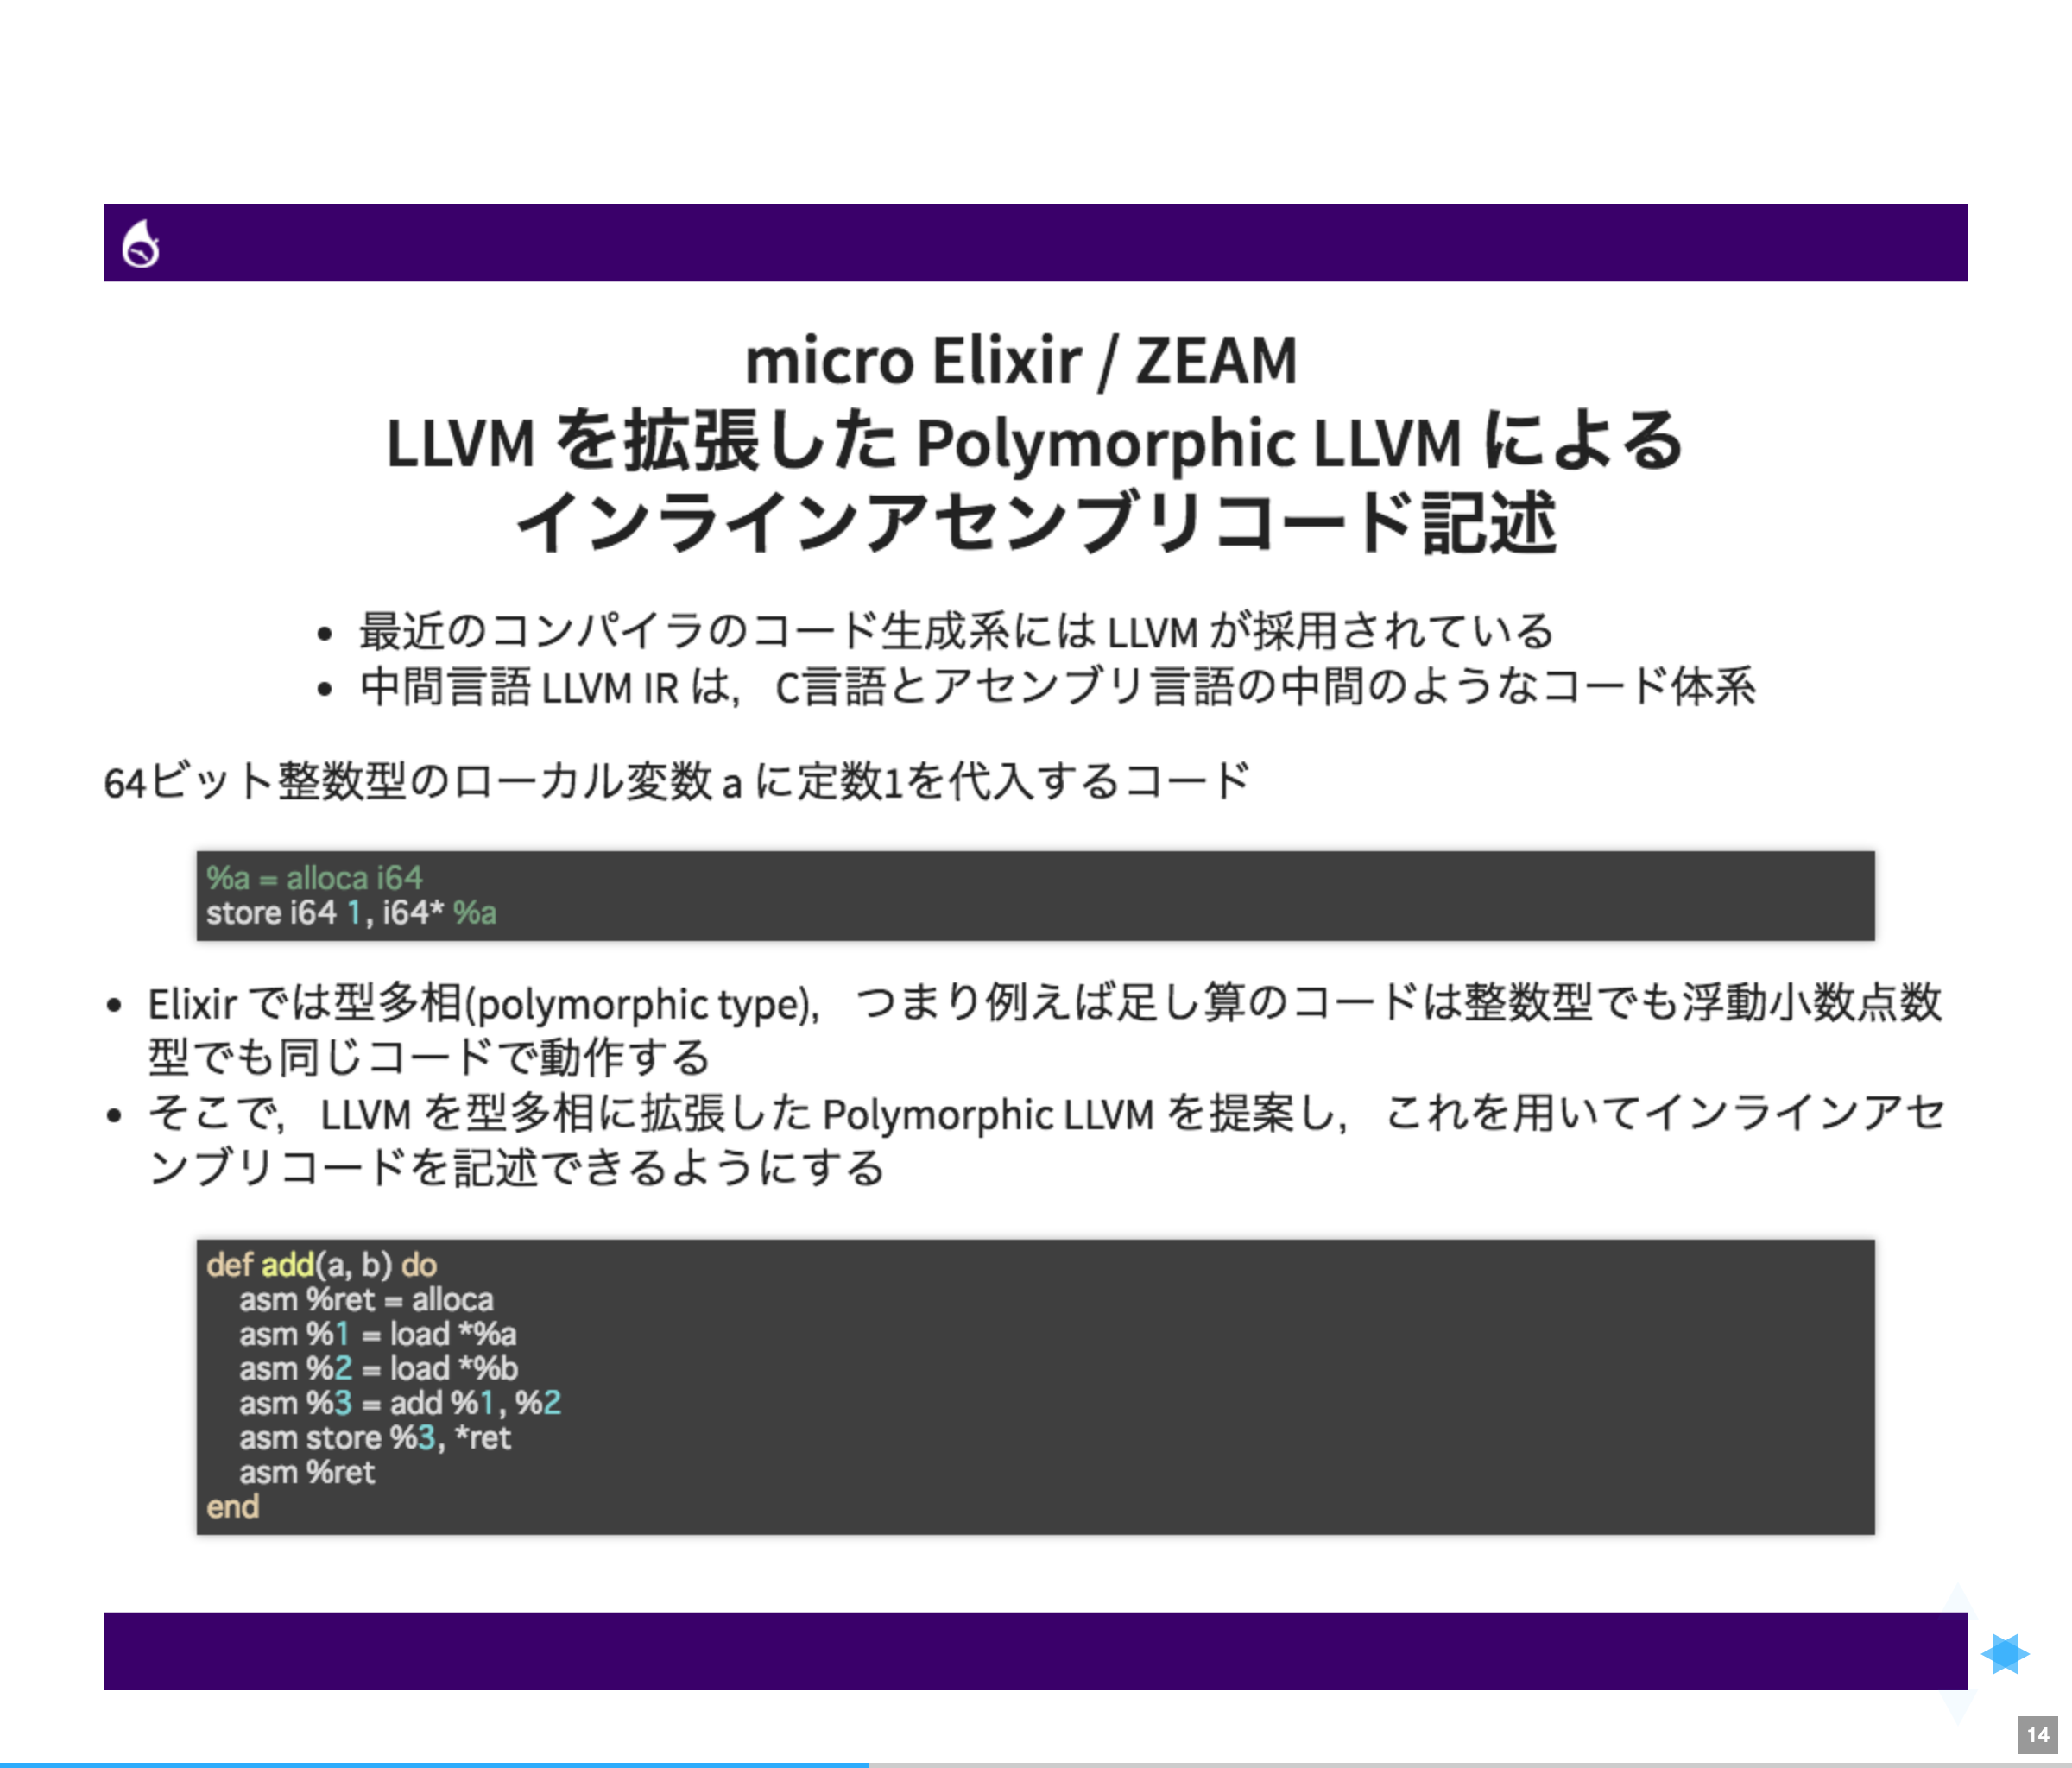 micro Elixir / ZEAM
LLVM を拡張した Polymorphic LLVM による
インラインアセンブリコード記述
• 最近のコンパイラのコード生成系には LLVM が採用されている
• 中間言語 LLVM IR は， C言語とアセンブリ言語の中間のようなコード体系
64ビット整数型のローカル変数 a に定数1を代入するコード
%a = alloca i64
store i64 1, i64* %a
• Elixir では型多相(polymorphic type)， つまり例えば足し算のコードは整数型でも浮動小数点数
型でも同じコードで動作する
• そこで， LLVM を型多相に拡張した Polymorphic LLVM を提案し， これを用いてインラインアセ
ンブリコードを記述できるようにする
def add(a, b) do
asm %ret = alloca
asm %1 = load *%a
asm %2 = load *%b
asm %3 = add %1, %2
asm store %3, *ret
asm %ret
end
14